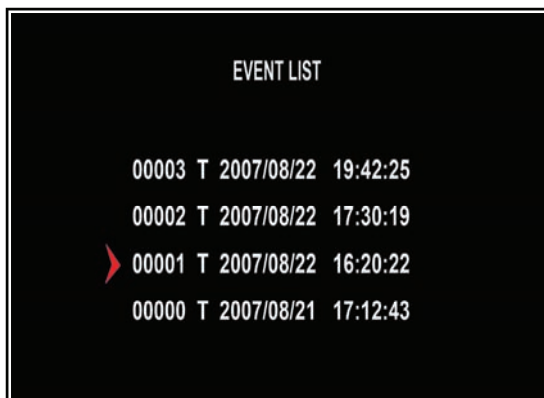 EVENT LIST
00003 T 2007/08/22 19:42:25
00002 T 2007/08/22 17:30:19
00001 T 2007/08/22 16:20:22
00000 T 2007/08/21 17:12:43